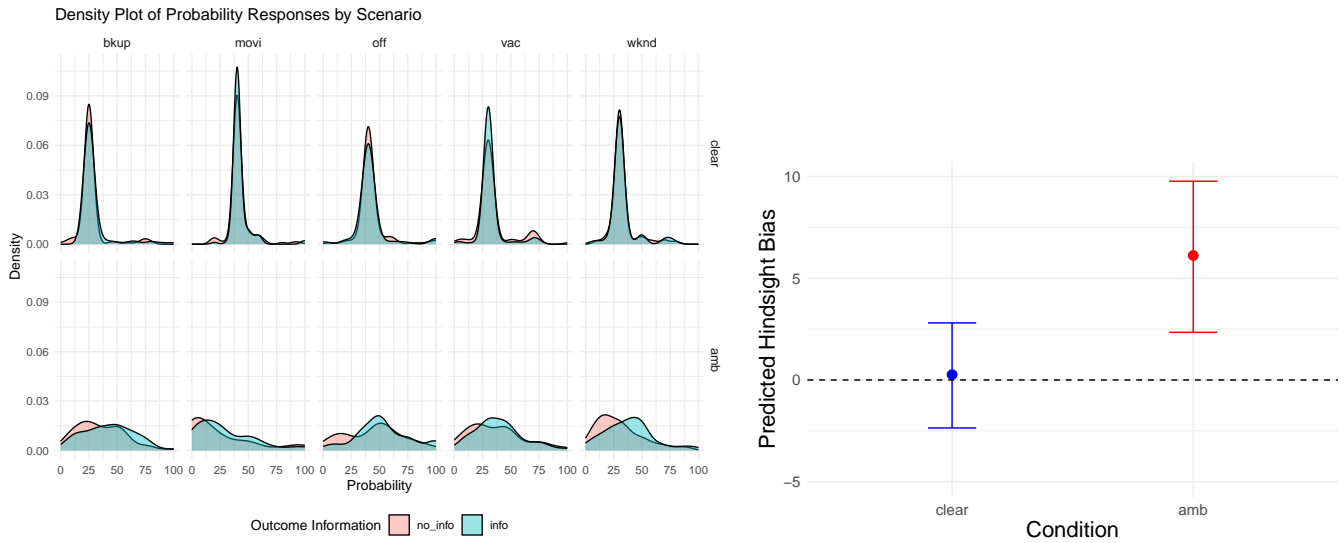 Density Plot of Probability Responses by Scenario
bkup movi off vac wknd
0.09
0.06
0.03
0.00
clear
Density
0.09
0.06
0.03
0.00
amb
0 25 50 75 100 0 25 50 75 100 0 25 50 75 100 0 25 50 75 100 0 25 50 75 100
Probability
Outcome Information no_info info
Predicted Hindsight Bias
10
5
0
−5
clear amb
Condition